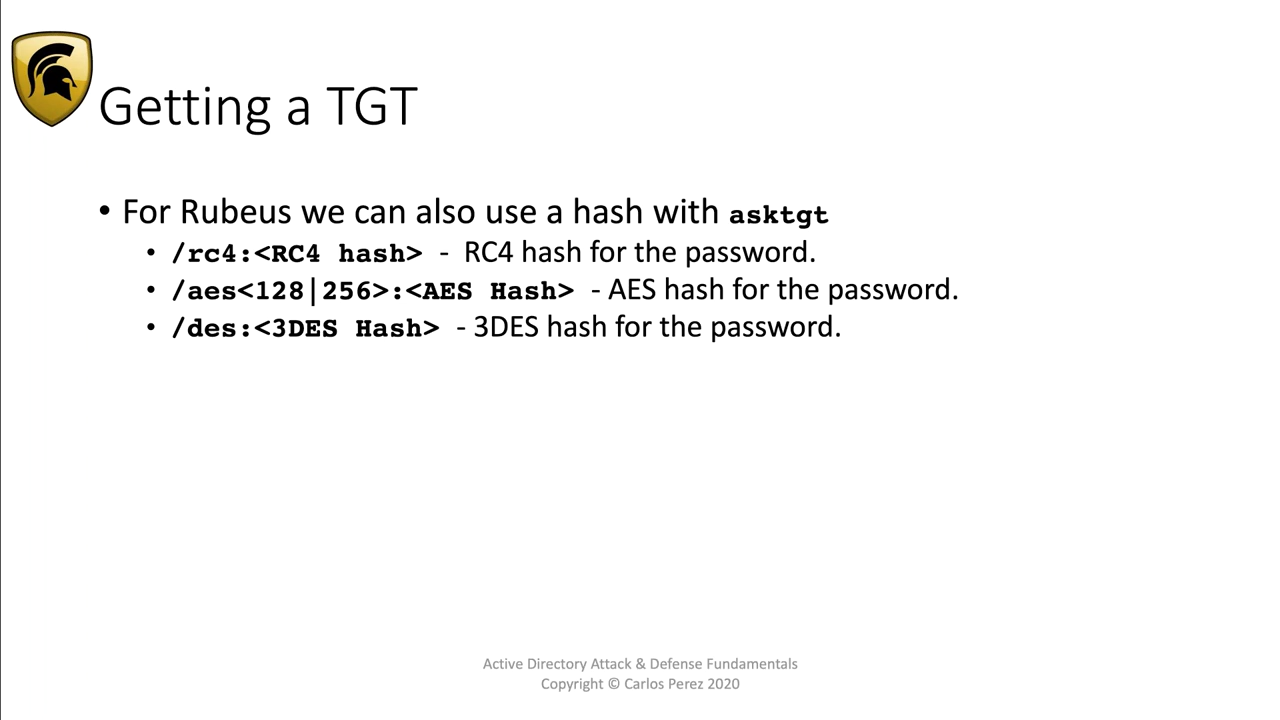 Getting a TGT
• For Rubeus we can also use a hash with asktgt
• /rc4:<RC4 hash> - RC4 hash for the password.
• /aes<128|256>:<AES Hash> - AES hash for the password.
• /des:<3DES Hash> - 3DES hash for the password.
Active Directory Attack & Defense Fundamentals
Copyright © Carlos Perez 2020